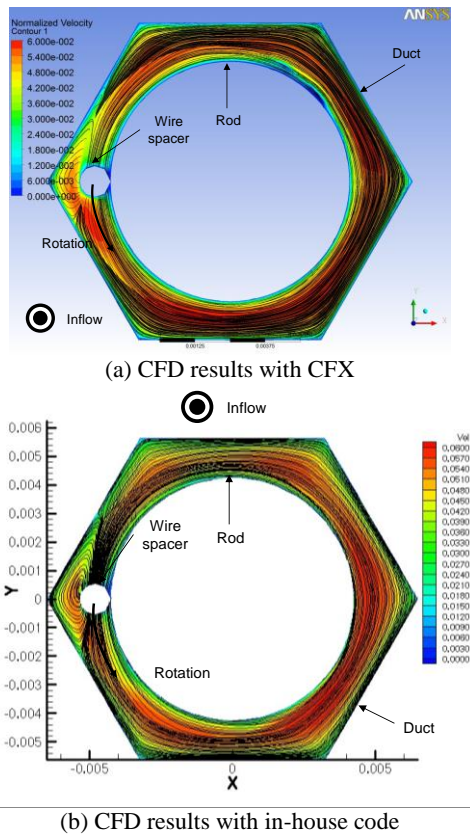 Normalized Velocity
Contour 1
ANSYS
6.000e-002
5.400e-002
4.800e-002
4.200e-002
3.600e-002
3.000e-002
2.400e-002
1.800e-002
1.200e-002
6.000e-003
0.000e+000
Duct
Wire
spacer
Rod
Rotation
Inflow
0.00125
0.00375
(a) CFD results with CFX
Inflow
0.006
0.005
0.004
0.003
0.002
0.001
0
-0.001
-0.002
-0.003
-0.004
-0.005
Y
Vel
0.0600
0.0570
0.0540
0.0510
0.0480
0.0450
0.0420
0.0390
0.0360
0.0330
0.0300
0.0270
0.0240
0.0210
0.0180
0.0150
0.0120
0.0090
0.0060
0.0030
0.0000
Wire
spacer
Rod
Rotation
Duct
-0.005
0
0.005
X
(b) CFD results with in-house code